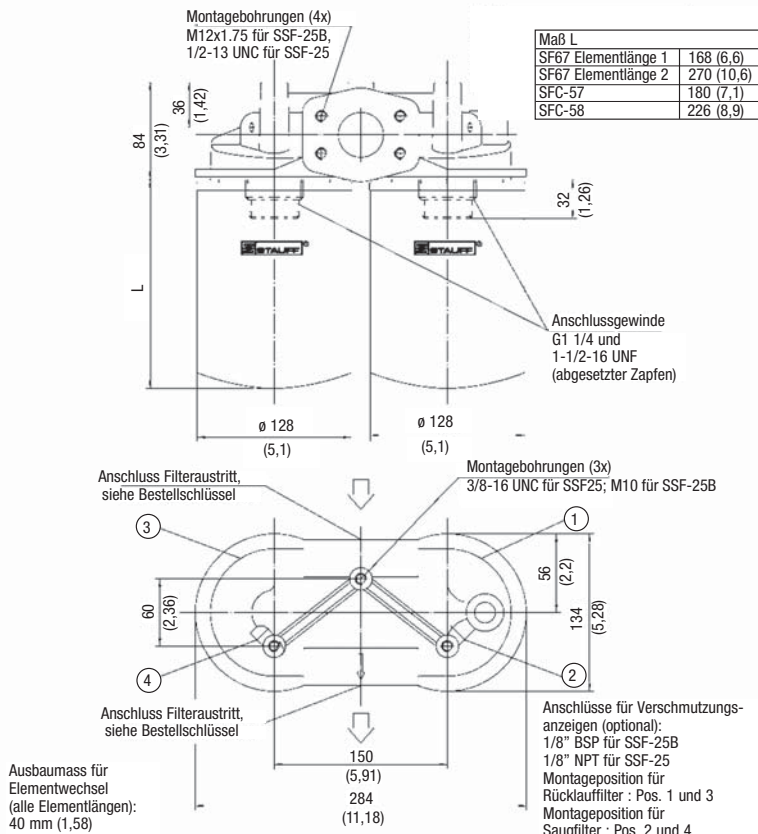 Montagebohrungen (4x)
M12x1.75 für SSF-25B,
1/2-13 UNC für SSF-25
Maß L
SF67 Elementlänge 1 168 (6,6)
SF67 Elementlänge 2 270 (10,6)
SFC-57 180 (7,1)
SFC-58 226 (8,9)
36
(1,42)
84
(3,31)
32
(1,26)
STAUFF
STAUFF
L
Anschlussgewinde
G1 1/4 und
1-1/2-16 UNF
(abgesetzter Zapfen)
ø 128
(5,1)
ø 128
(5,1)
Anschluss Filteraustritt,
siehe Bestellschlüssel
Montagebohrungen (3x)
3/8-16 UNC für SSF25; M10 für SSF-25B
3
1
56
(2,2)
60
(2,36)
134
(5,28)
4
2
Anschluss Filteraustritt,
siehe Bestellschlüssel
Anschlüsse für Verschmutzungs-
anzeigen (optional):
1/8" BSP für SSF-25B
1/8" NPT für SSF-25
Montageposition für
Rücklauffilter : Pos. 1 und 3
Montageposition für
Saugfilter : Pos. 2 und 4
150
(5,91)
284
(11,18)
Ausbaumass für
Elementwechsel
(alle Elementlängen):
40 mm (1,58)